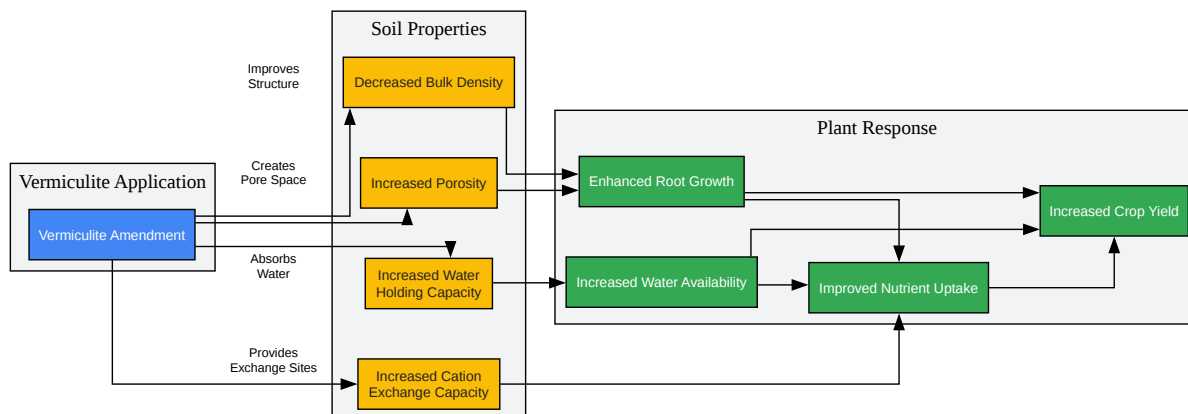 Soil Properties
Improves
Structure
Decreased Bulk Density
Plant Response
Creates
Pore Space
Vermiculite Application
Increased Porosity
Enhanced Root Growth
Increased Crop Yield
Vermiculite Amendment
Absorbs
Water
Increased Water
Holding Capacity
Increased Water Availability
Improved Nutrient Uptake
Provides
Exchange Sites
Increased Cation
Exchange Capacity